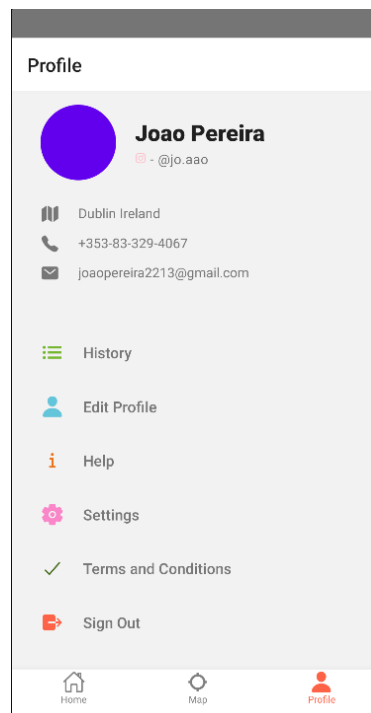 Profile
Joao Pereira
- @jo.aao
Dublin Ireland
+353-83-329-4067
joaopereira2213@gmail.com
History
Edit Profile
Help
Settings
Terms and Conditions
Sign Out
Home Map Profile